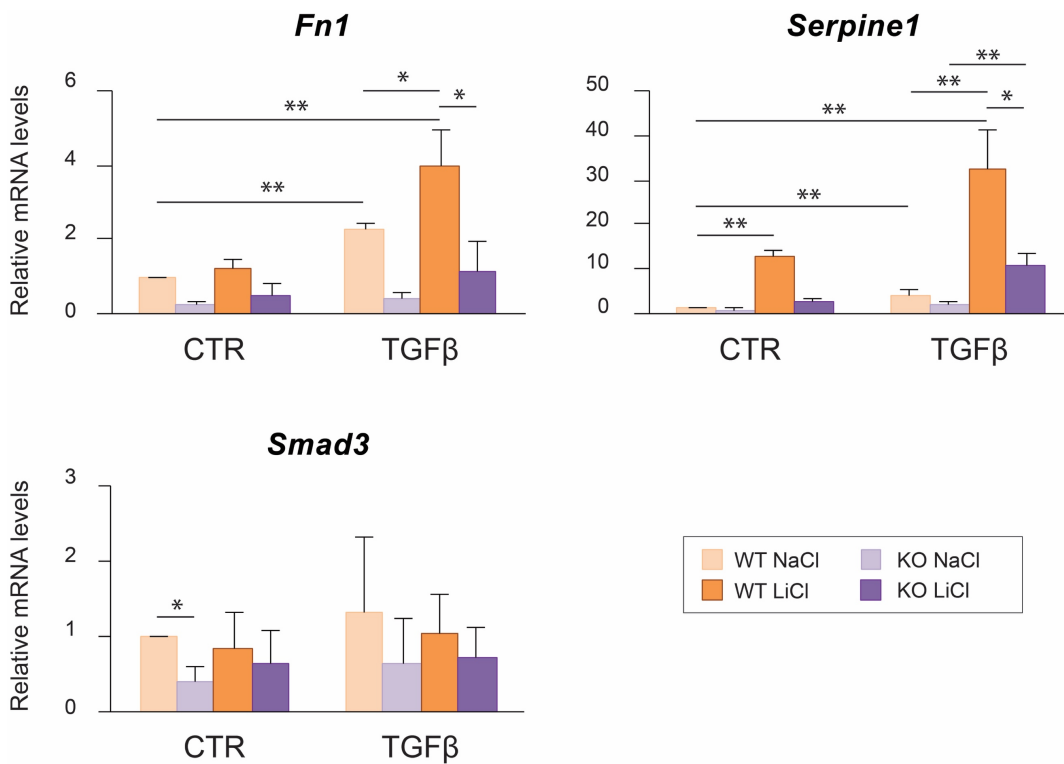 Fn1
Relative mRNA levels
6
4
2
0
*
**
*
**
CTR
TGFβ
Serpine1
50
40
30
20
10
0
**
**
*
**
**
**
CTR
TGFβ
Smad3
Relative mRNA levels
3
2
1
0
*
CTR
TGFβ
WT NaCl
KO NaCl
WT LiCl
KO LiCl